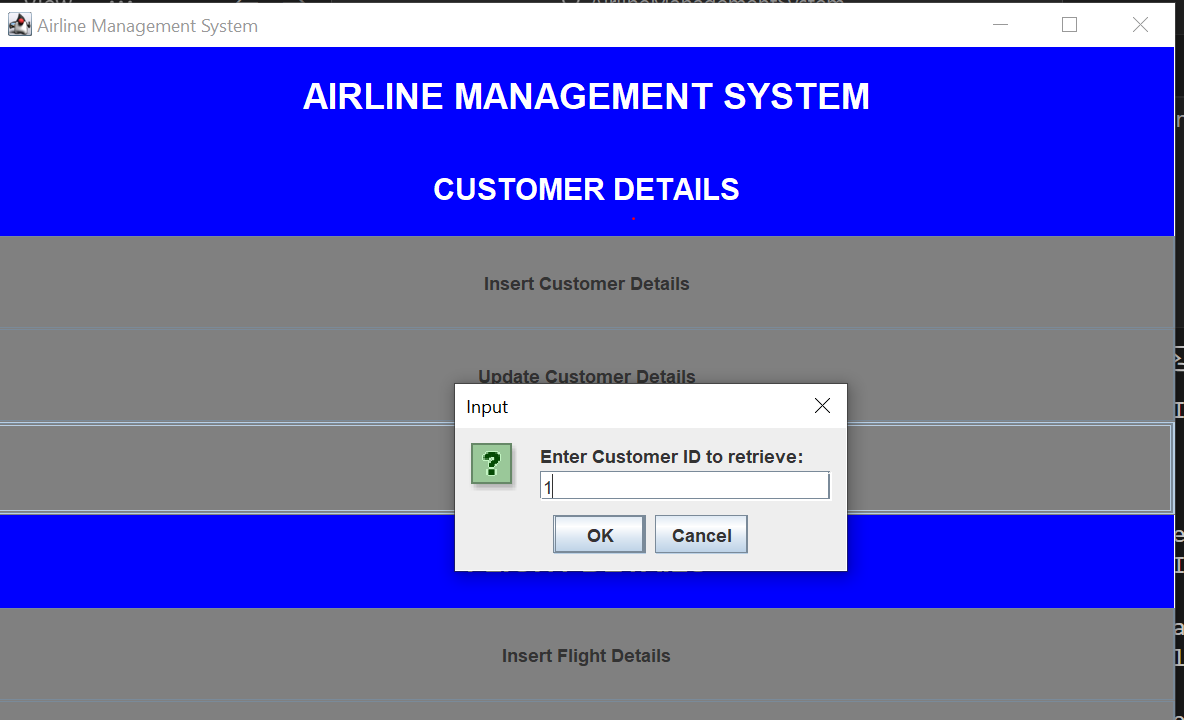 Airline Management System
AIRLINE MANAGEMENT SYSTEM
CUSTOMER DETAILS
Insert Customer Details
Update Customer Details
Input
Enter Customer ID to retrieve:
1
OK
Cancel
Insert Flight Details